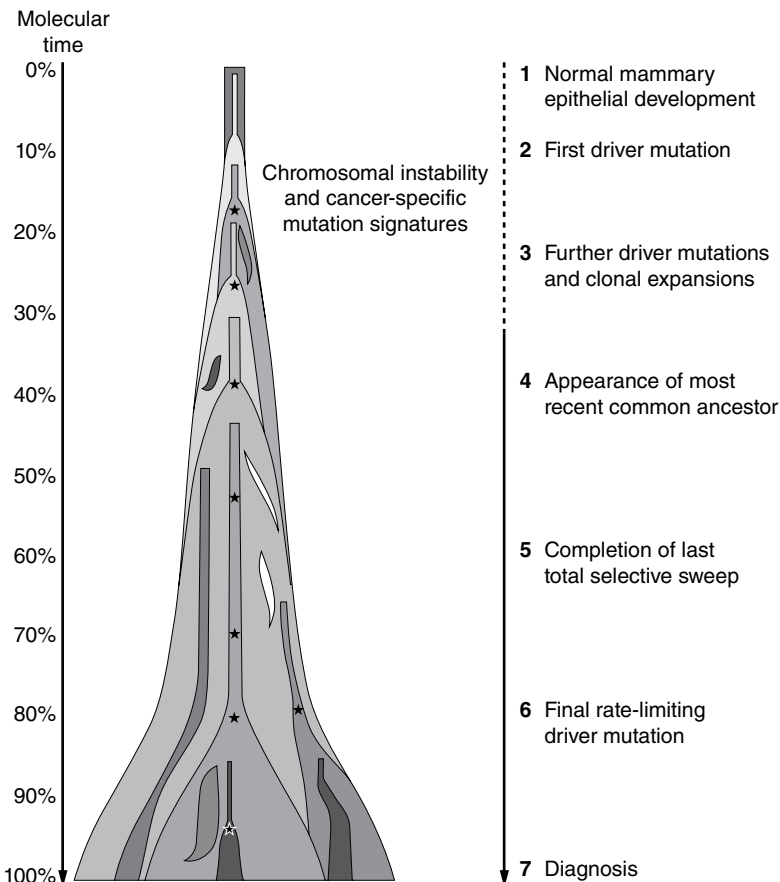 Molecular
time
0%
10%
20%
30%
40%
50%
60%
70%
80%
90%
100%
Chromosomal instability
and cancer-specific
mutation signatures
1 Normal mammary
epithelial development
2 First driver mutation
3 Further driver mutations
and clonal expansions
4 Appearance of most
recent common ancestor
5 Completion of last
total selective sweep
6 Final rate-limiting
driver mutation
7 Diagnosis